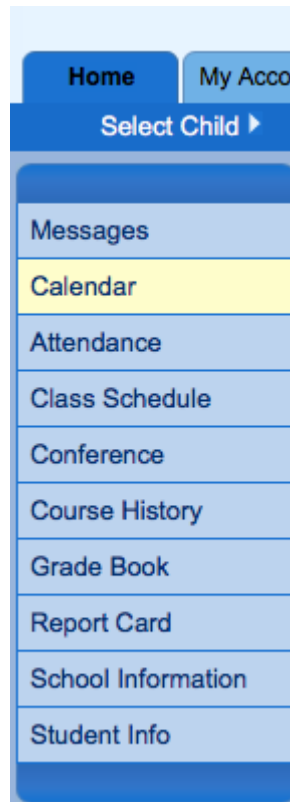 Home My Acco
Select Child
Messages
Calendar
Attendance
Class Schedule
Conference
Course History
Grade Book
Report Card
School Information
Student Info